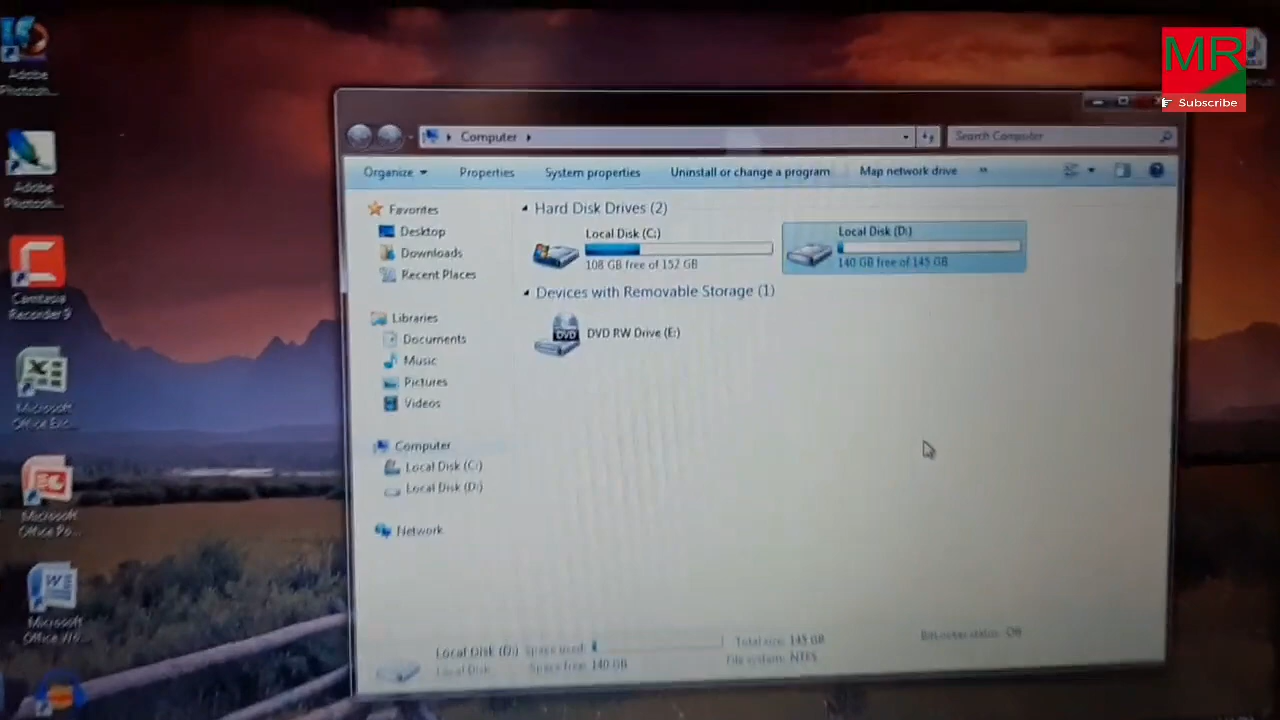 Adobe
Photosh...
Adobe
Photosh...
Camtasia
Recorder 9
Microsoft
Office Exc...
Microsoft
Office Po...
Microsoft
Office Wo...
MR
Subscribe
Computer
Search Computer
Organize
Properties
System properties
Uninstall or change a program
Map network drive
»
Favorites
Desktop
Downloads
Recent Places
Libraries
Documents
Music
Pictures
Videos
Computer
Local Disk (C:)
Local Disk (D:)
Network
Hard Disk Drives (2)
Local Disk (C:)
108 GB free of 152 GB
Local Disk (D:)
140 GB free of 145 GB
Devices with Removable Storage (1)
DVD
DVD RW Drive (E:)
Local Disk (D:) Space used: Total size: 145 GB BitLocker status: Off
Local Disk Space free: 140 GB File system: NTFS